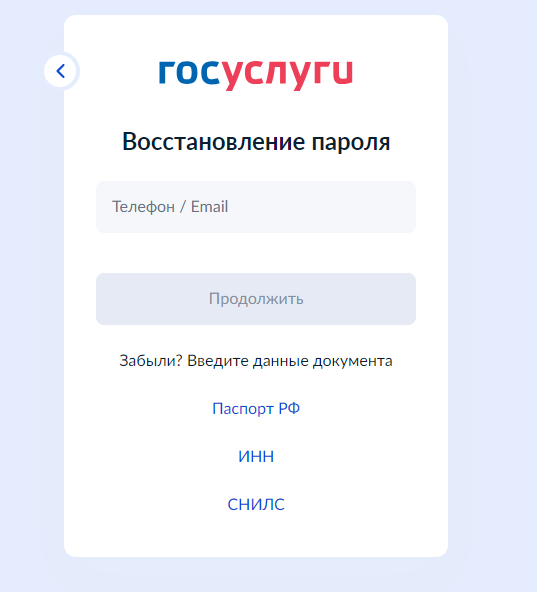 госуслуги
Восстановление пароля
Телефон / Email
Продолжить
Забыли? Введите данные документа
Паспорт РФ
ИНН
СНИЛС